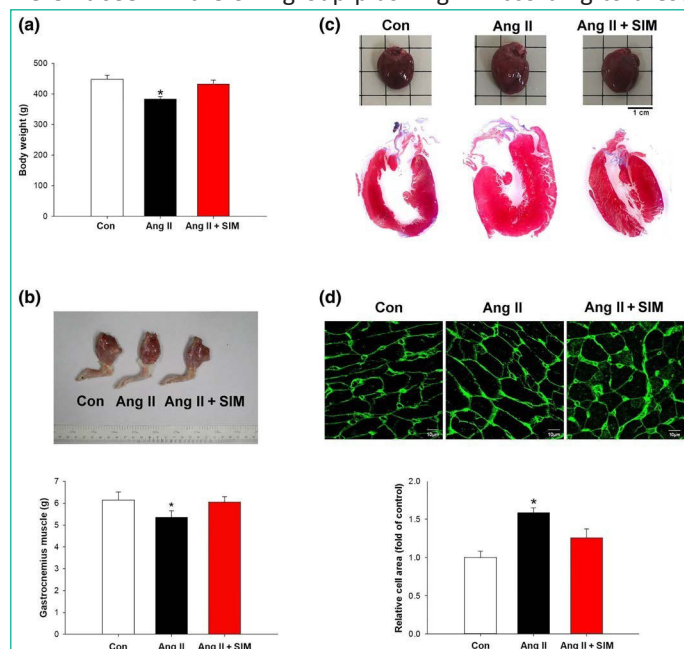 (a)
Body weight (g)
500
400
300
200
100
0
*
Con
Ang II
Ang II + SIM
(c)
Con
Ang II
Ang II + SIM
1 cm
(b)
Con
Ang II
Ang II + SIM
Gastrocnemius muscle (g)
7
6
5
4
3
2
1
0
*
Con
Ang II
Ang II + SIM
(d)
Con
Ang II
Ang II + SIM
10µm
10µm
10µm
Relative cell area (fold of control)
2.0
1.5
1.0
0.5
0.0
*
Con
Ang II
Ang II + SIM